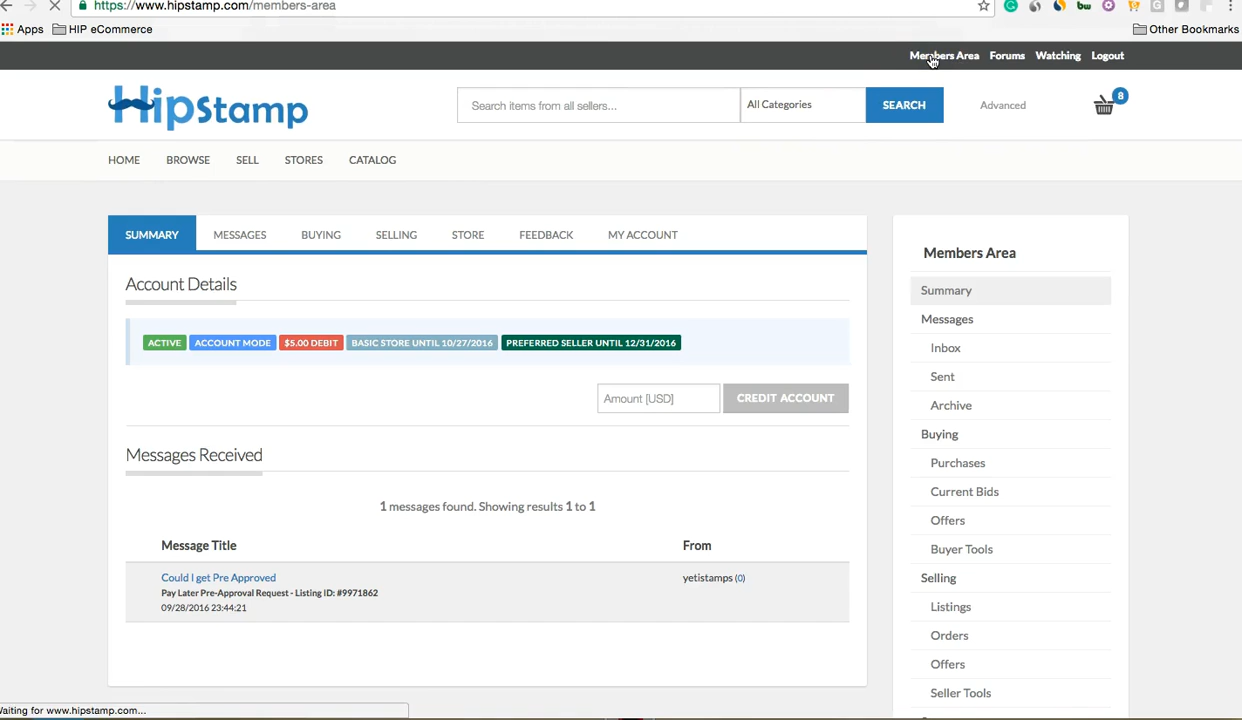 https://www.hipstamp.com/members-area
Apps HIP eCommerce Other Bookmarks
Members Area Forums Watching Logout
HipStamp
Search items from all sellers... All Categories SEARCH Advanced 8
HOME BROWSE SELL STORES CATALOG
SUMMARY MESSAGES BUYING SELLING STORE FEEDBACK MY ACCOUNT
Account Details
ACTIVE ACCOUNT MODE $5.00 DEBIT BASIC STORE UNTIL 10/27/2016 PREFERRED SELLER UNTIL 12/31/2016
Amount [USD] CREDIT ACCOUNT
Messages Received
1 messages found. Showing results 1 to 1
Message Title From
Could I get Pre Approved yetistamps (0)
Pay Later Pre-Approval Request - Listing ID: #9971862
09/28/2016 23:44:21
Members Area
Summary
Messages
Inbox
Sent
Archive
Buying
Purchases
Current Bids
Offers
Buyer Tools
Selling
Listings
Orders
Offers
Seller Tools
Waiting for www.hipstamp.com...